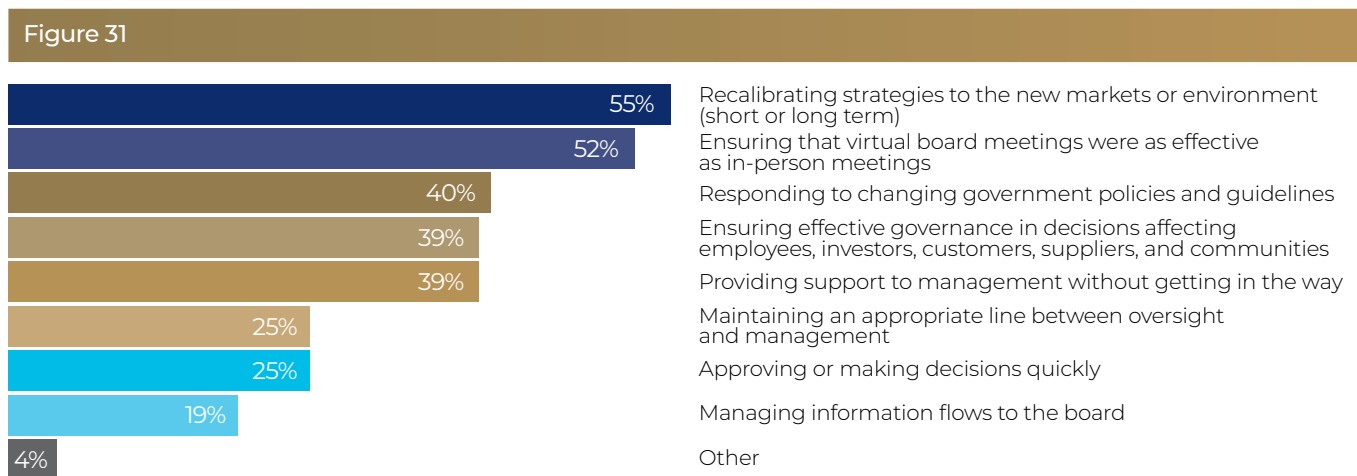 Figure 31
55%
Recalibrating strategies to the new markets or environment
(short or long term)
52%
Ensuring that virtual board meetings were as effective
as in-person meetings
40%
Responding to changing government policies and guidelines
39%
Ensuring effective governance in decisions affecting
employees, investors, customers, suppliers, and communities
39%
Providing support to management without getting in the way
25%
Maintaining an appropriate line between oversight
and management
25%
Approving or making decisions quickly
19%
Managing information flows to the board
4%
Other